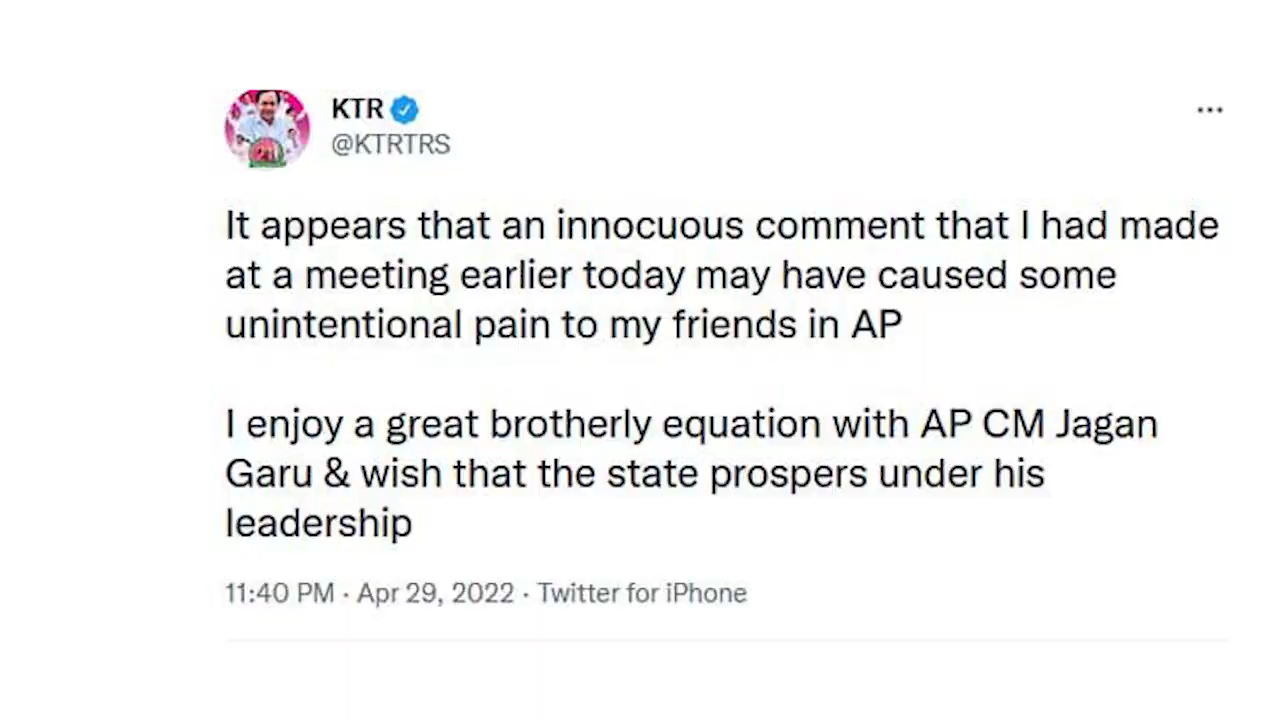 KTR
@KTRTRS
It appears that an innocuous comment that I had made
at a meeting earlier today may have caused some
unintentional pain to my friends in AP
I enjoy a great brotherly equation with AP CM Jagan
Garu & wish that the state prospers under his
leadership
11:40 PM · Apr 29, 2022 · Twitter for iPhone